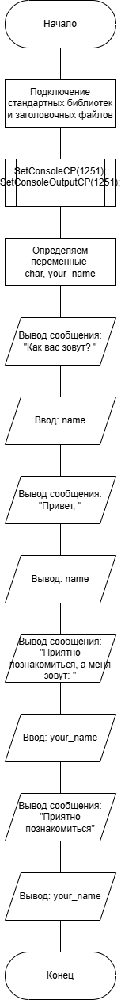 Начало
Подключение
стандартных библиотек
и заголовочных файлов
SetConsoleCP(1251);
SetConsoleOutputCP(1251);
Определяем
переменные
char, your_name
Вывод сообщения:
"Как вас зовут? "
Ввод: name
Вывод сообщения:
"Привет, "
Вывод: name
Вывод сообщения:
"Приятно
познакомиться, а меня
зовут: "
Ввод: your_name
Вывод сообщения:
"Приятно
познакомиться"
Вывод: your_name
Конец